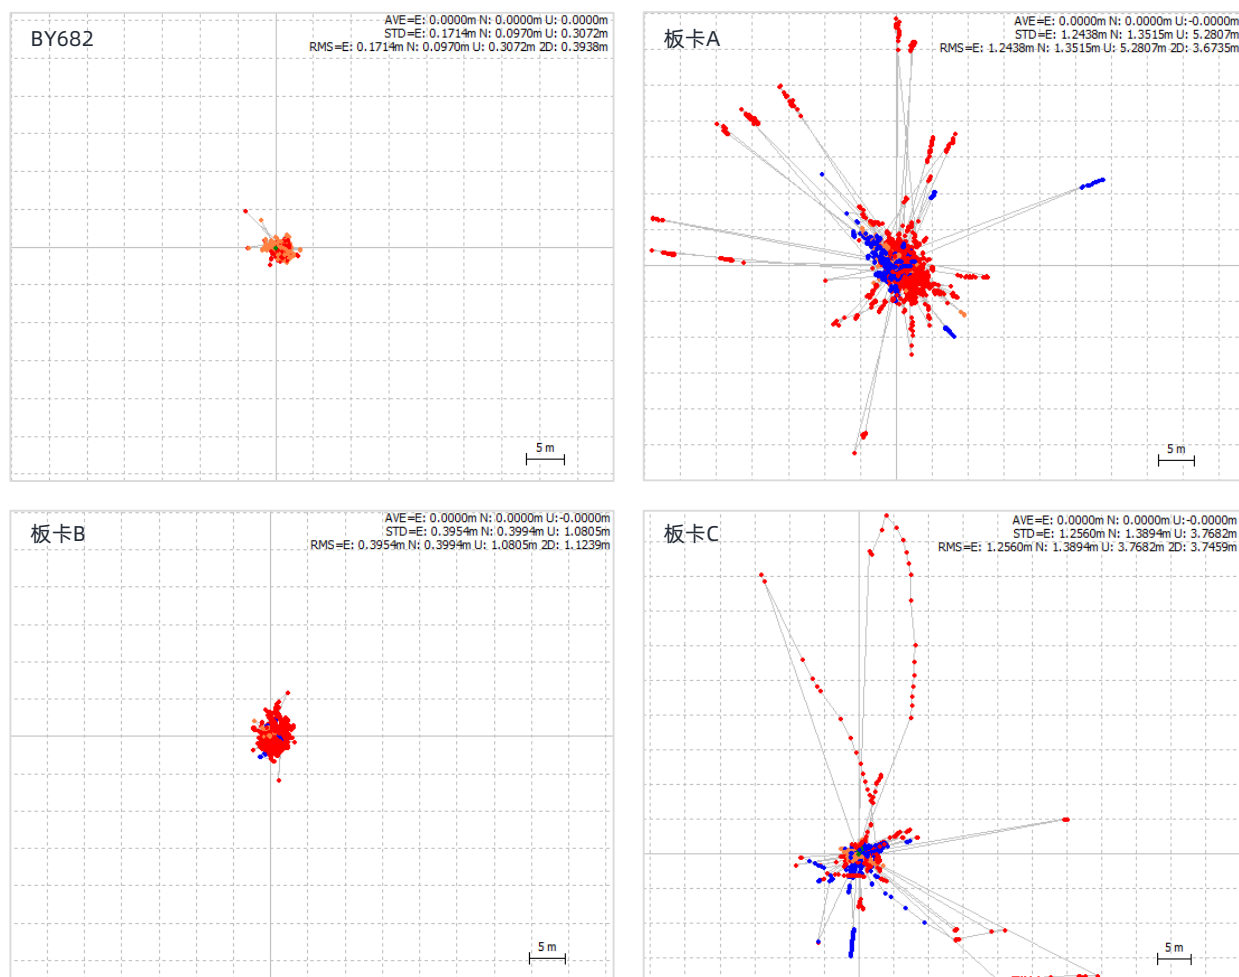 BY682
AVE=E: 0.0000m N: 0.0000m U: 0.0000m
STD=E: 0.1714m N: 0.0970m U: 0.3072m
RMS=E: 0.1714m N: 0.0970m U: 0.3072m 2D: 0.3938m
5 m
板卡A
AVE=E: 0.0000m N: 0.0000m U:-0.0000m
STD=E: 1.2438m N: 1.3515m U: 5.2807m
RMS=E: 1.2438m N: 1.3515m U: 5.2807m 2D: 3.6735m
5 m
板卡B
AVE=E: 0.0000m N: 0.0000m U:-0.0000m
STD=E: 0.3954m N: 0.3994m U: 1.0805m
RMS=E: 0.3954m N: 0.3994m U: 1.0805m 2D: 1.1239m
5 m
板卡C
AVE=E: 0.0000m N: 0.0000m U:-0.0000m
STD=E: 1.2560m N: 1.3894m U: 3.7682m
RMS=E: 1.2560m N: 1.3894m U: 3.7682m 2D: 3.7459m
5 m